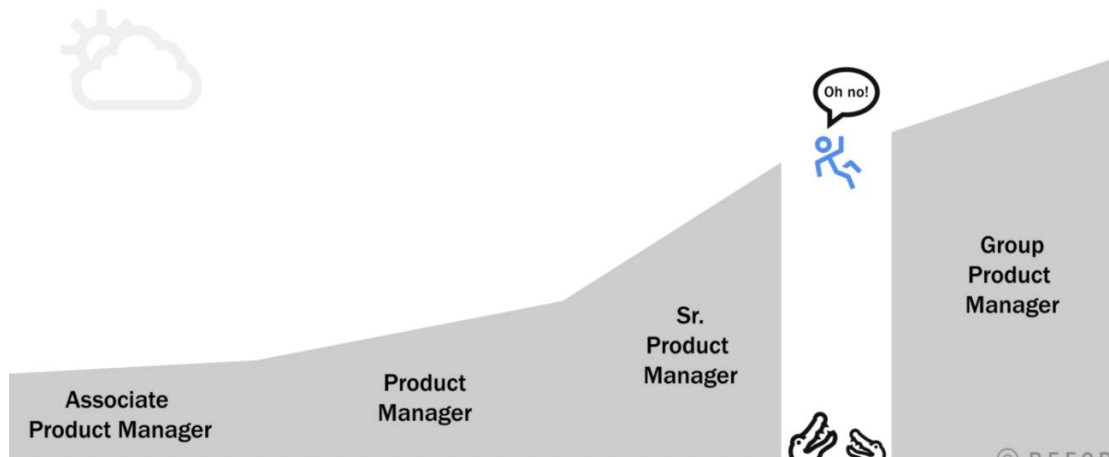 Oh no!
Group
Product
Manager
Sr.
Product
Manager
Product
Manager
Associate
Product Manager